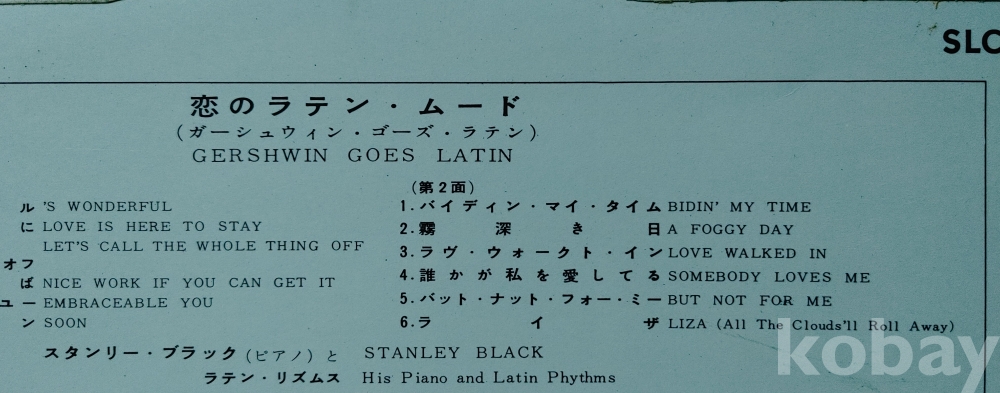 SLC
恋のラテン・ムード
(ガーシュウィン・ゴーズ・ラテン)
GERSHWIN GOES LATIN
ル 'S WONDERFUL
に LOVE IS HERE TO STAY
LET'S CALL THE WHOLE THING OFF
オフ
ば NICE WORK IF YOU CAN GET IT
ュー EMBRACEABLE YOU
ン SOON
(第2面)
1.バイディン・マイ・タイム BIDIN' MY TIME
2.霧深き日 A FOGGY DAY
3.ラヴ・ウォークト・イン LOVE WALKED IN
4.誰かが私を愛してる SOMEBODY LOVES ME
5.バット・ナット・フォー・ミー BUT NOT FOR ME
6.ライザ LIZA (All The Clouds'll Roll Away)
スタンリー・ブラック(ピアノ)と STANLEY BLACK
ラテン・リズムス His Piano and Latin Phythms
kobay